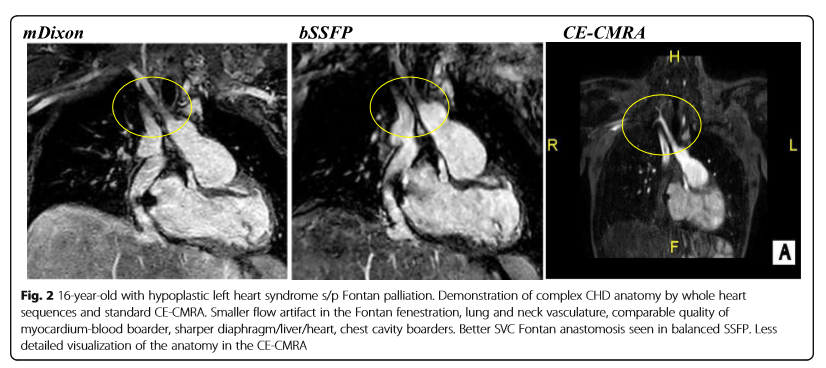 mDixon bSSFP CE-CMRA
H
R L
F
A
Fig. 2 16-year-old with hypoplastic left heart syndrome s/p Fontan palliation. Demonstration of complex CHD anatomy by whole heart
sequences and standard CE-CMRA. Smaller flow artifact in the Fontan fenestration, lung and neck vasculature, comparable quality of
myocardium-blood boarder, sharper diaphragm/liver/heart, chest cavity boarders. Better SVC Fontan anastomosis seen in balanced SSFP. Less
detailed visualization of the anatomy in the CE-CMRA